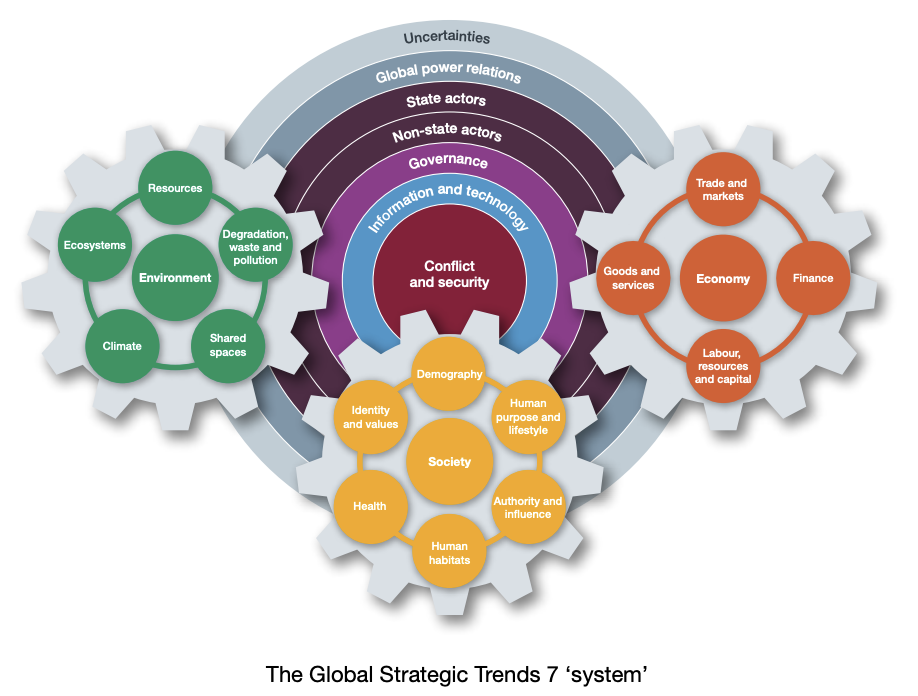 Uncertainties
Global power relations
State actors
Non-state actors
Governance
Information and technology
Conflict
and security
Resources
Ecosystems
Degradation,
waste and
pollution
Environment
Climate
Shared
spaces
Trade and
markets
Goods and
services
Economy
Finance
Labour,
resources
and capital
Demography
Identity
and values
Human
purpose and
lifestyle
Society
Health
Authority and
influence
Human
habitats
The Global Strategic Trends 7 ‘system’